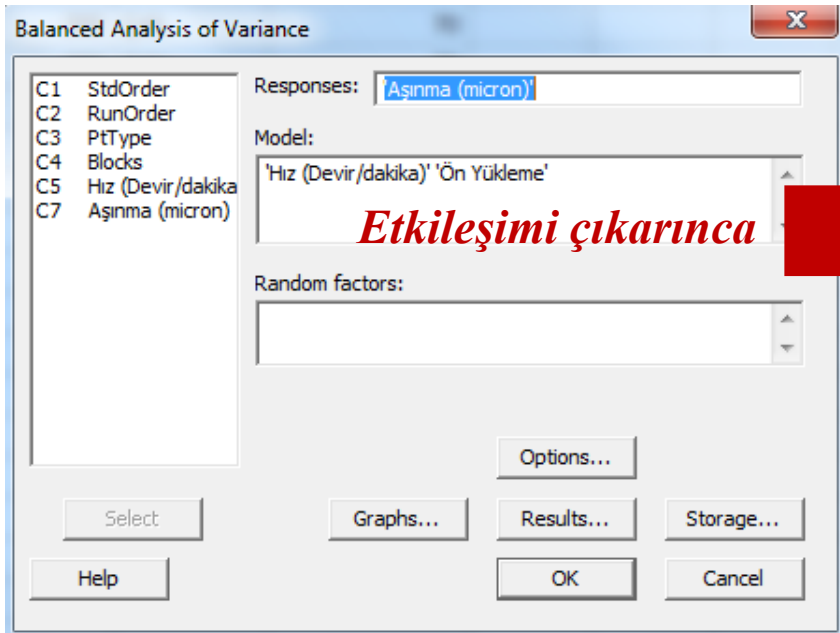 Balanced Analysis of Variance
C1 StdOrder
C2 RunOrder
C3 PtType
C4 Blocks
C5 Hız (Devir/dakika
C7 Aşınma (micron)
Responses: 'Aşınma (micron)'
Model:
'Hız (Devir/dakika)' 'Ön Yükleme'
Etkileşimi çıkarınca
Random factors:
Options...
Select Graphs... Results... Storage...
Help OK Cancel